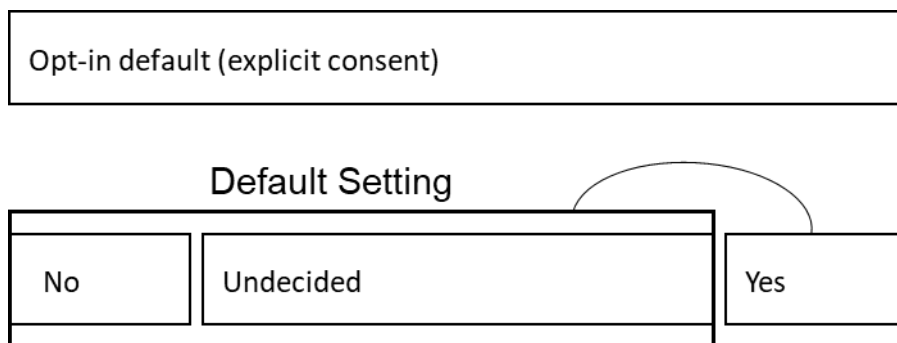 Opt-in default (explicit consent)
Default Setting
No
Undecided
Yes